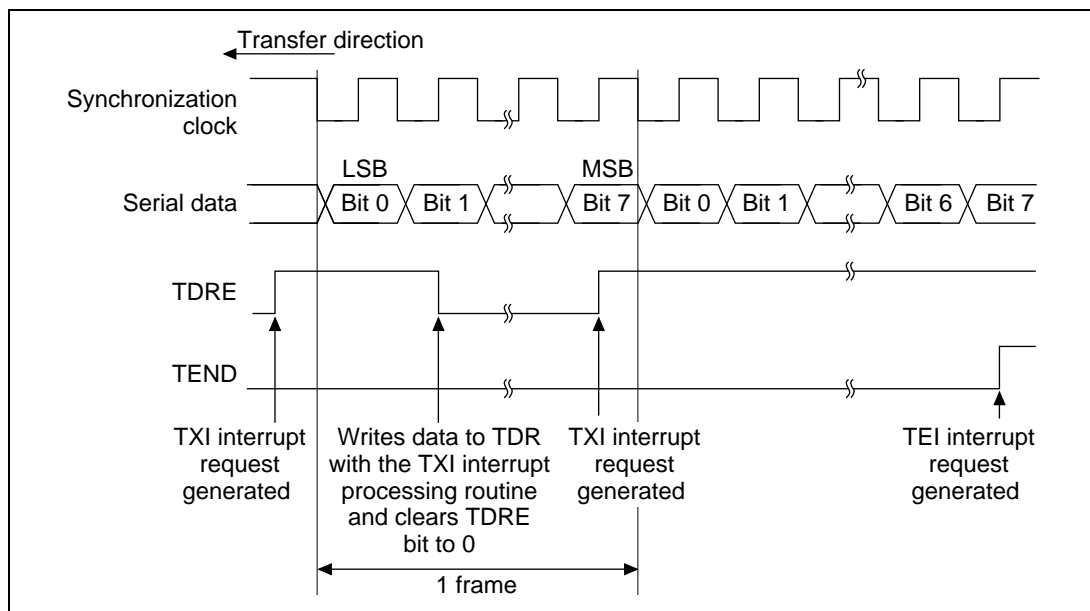 Transfer direction
Synchronization
clock
LSB
MSB
Serial data
Bit 0
Bit 1
Bit 7
Bit 0
Bit 1
Bit 6
Bit 7
TDRE
TEND
TXI interrupt
request
generated
Writes data to TDR
with the TXI interrupt
processing routine
and clears TDRE
bit to 0
TXI interrupt
request
generated
TEI interrupt
request
generated
1 frame